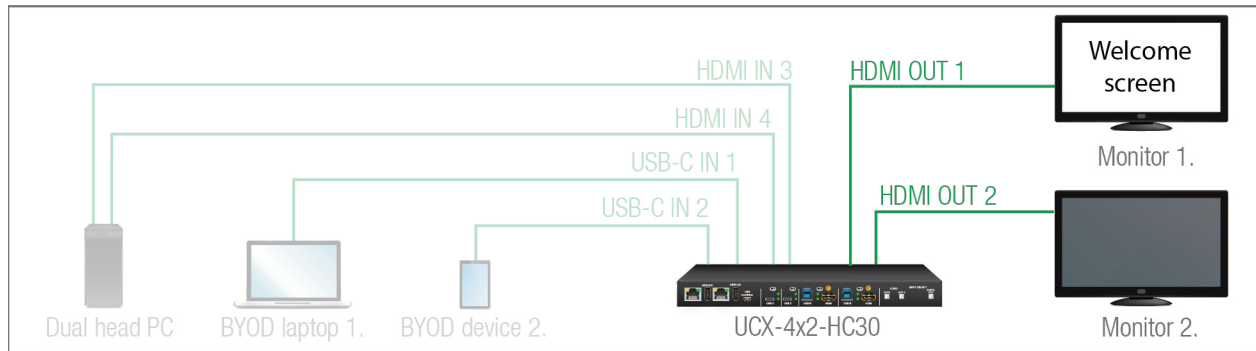 HDMI IN 3
HDMI OUT 1
Welcome
screen
HDMI IN 4
Monitor 1.
USB-C IN 1
USB-C IN 2
HDMI OUT 2
Dual head PC
BYOD laptop 1.
BYOD device 2.
UCX-4x2-HC30
Monitor 2.